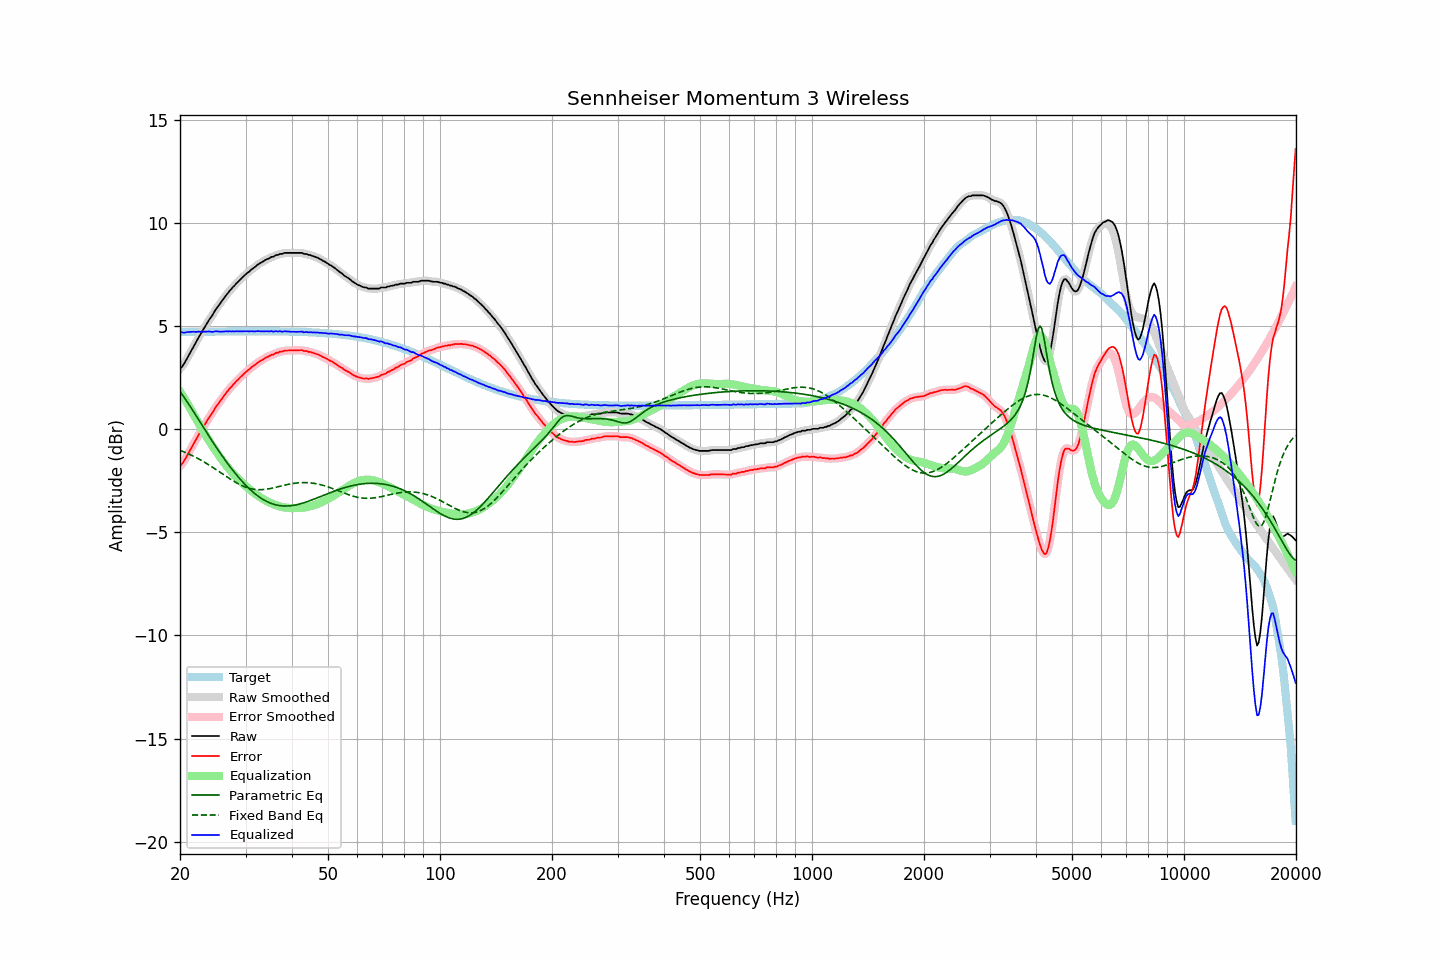 Sennheiser Momentum 3 Wireless
Amplitude (dBr)
15
10
5
0
−5
−10
−15
−20
Target
Raw Smoothed
Error Smoothed
Raw
Error
Equalization
Parametric Eq
Fixed Band Eq
Equalized
20 50 100 200 500 1000 2000 5000 10000 20000
Frequency (Hz)